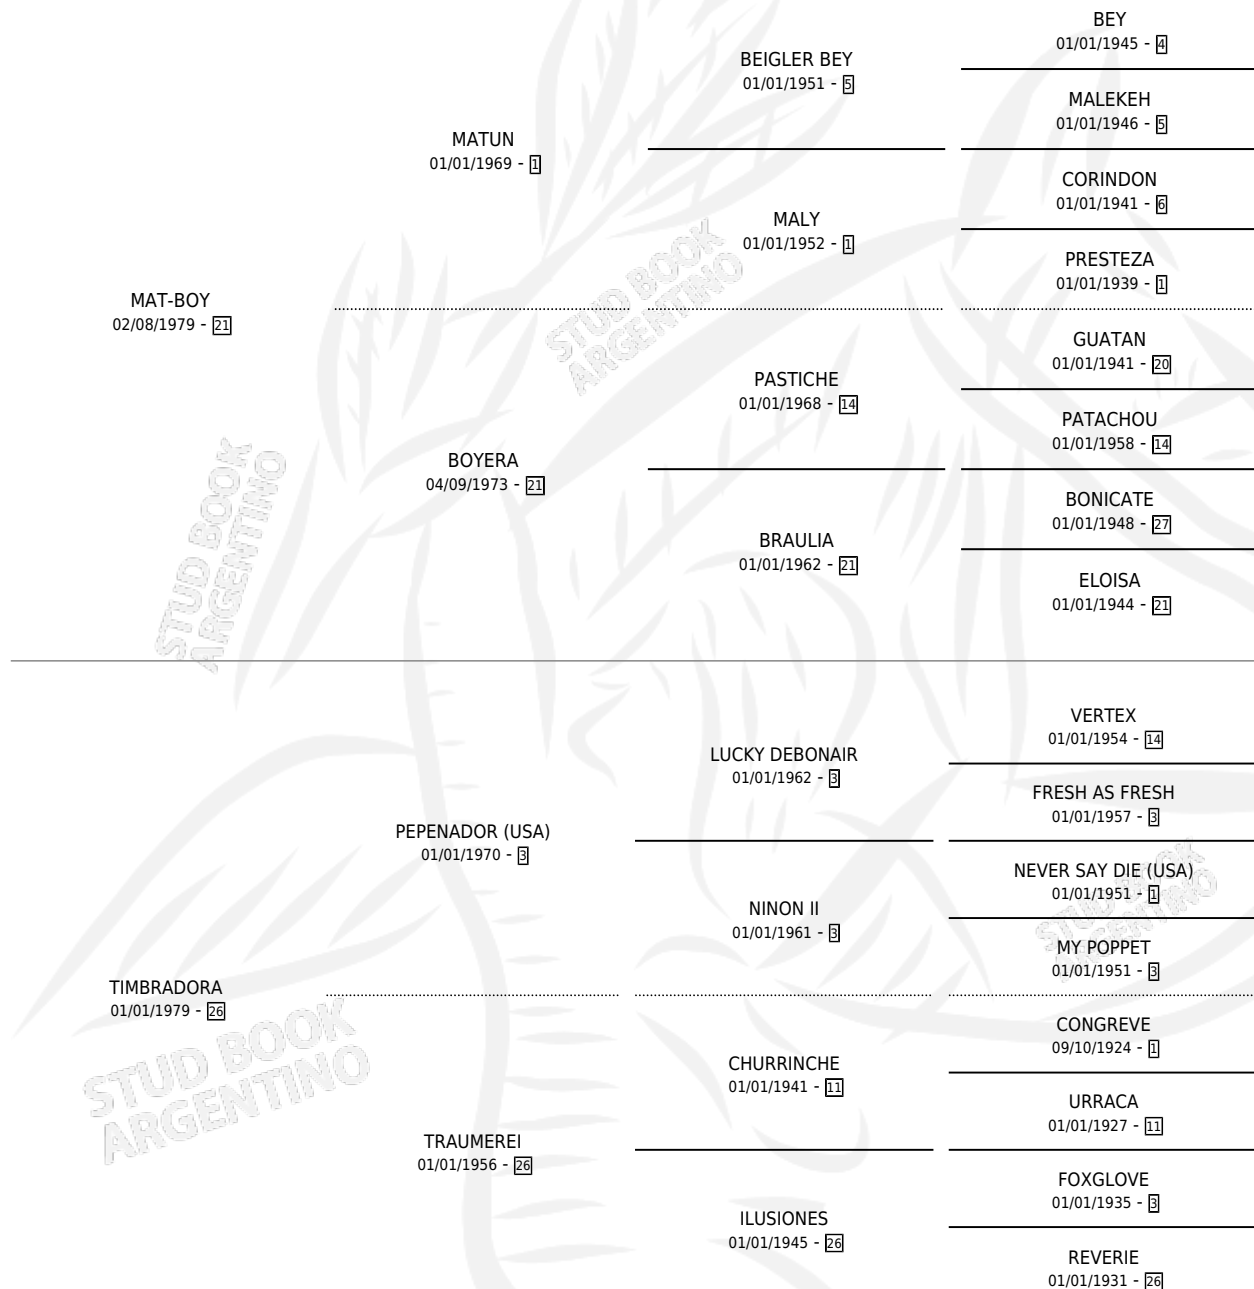 BEY
01/01/1945 - 4
BEIGLER BEY
01/01/1951 - 5
MALEKEH
01/01/1946 - 5
MATUN
01/01/1969 - 1
CORINDON
01/01/1941 - 6
MALY
01/01/1952 - 1
PRESTEZA
01/01/1939 - 1
MAT-BOY
02/08/1979 - 21
STUD BOOK
ARGENTINO
GUATAN
01/01/1941 - 20
PASTICHE
01/01/1968 - 14
PATACHOU
01/01/1958 - 14
BOYERA
04/09/1973 - 21
BONICATE
01/01/1948 - 27
BRAULIA
01/01/1962 - 21
ELOISA
01/01/1944 - 21
STUD BOOK
ARGENTINO
VERTEX
01/01/1954 - 14
LUCKY DEBONAIR
01/01/1962 - 3
FRESH AS FRESH
01/01/1957 - 3
PEPENADOR (USA)
01/01/1970 - 3
NEVER SAY DIE (USA)
01/01/1951 - 1
NINON II
01/01/1961 - 3
MY POPPET
01/01/1951 - 3
STUD BOOK
ARGENTINO
TIMBRADORA
01/01/1979 - 26
STUD BOOK
ARGENTINO
CONGREVE
09/10/1924 - 1
CHURRINCHE
01/01/1941 - 11
URRACA
01/01/1927 - 11
TRAUMEREI
01/01/1956 - 26
FOXGLOVE
01/01/1935 - 3
ILUSIONES
01/01/1945 - 26
REVERIE
01/01/1931 - 26